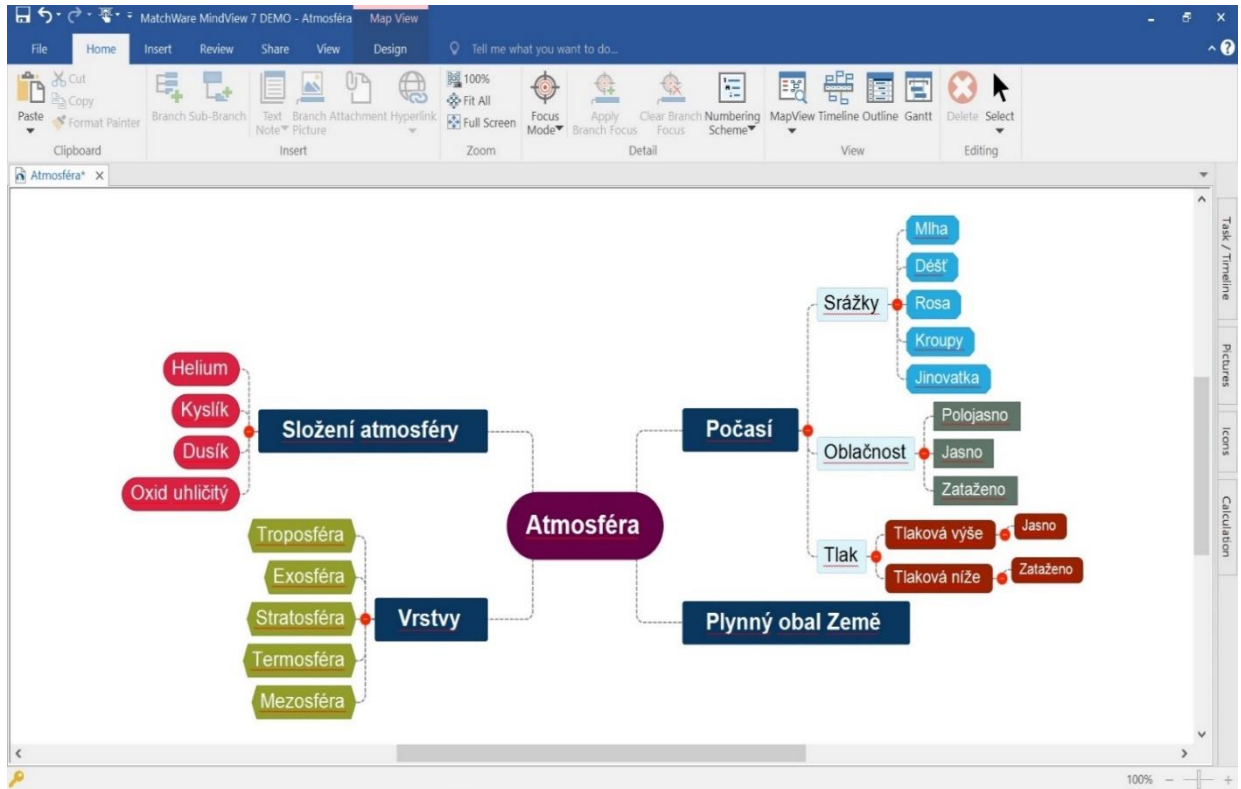 MatchWare MindView 7 DEMO - Atmosféra
Map View
File Home Insert Review Share View Design Tell me what you want to do...
Paste
Cut
Copy
Format Painter
Clipboard
Branch Sub-Branch
Text Note
Branch Picture
Attachment
Hyperlink
Insert
100%
Fit All
Full Screen
Zoom
Focus Mode
Apply Branch Focus
Clear Branch Focus
Numbering Scheme
Detail
MapView Timeline Outline Gantt
View
Delete Select
Editing
Atmosféra*
Atmosféra
Složení atmosféry
Helium
Kyslík
Dusík
Oxid uhličitý
Vrstvy
Troposféra
Exosféra
Stratosféra
Termosféra
Mezosféra
Počasí
Srážky
Mlha
Déšť
Rosa
Kroupy
Jinovatka
Oblačnost
Polojasno
Jasno
Zataženo
Tlak
Tlaková výše
Jasno
Tlaková níže
Zataženo
Plynný obal Země
Task / Timeline
Pictures
Icons
Calculation
100%